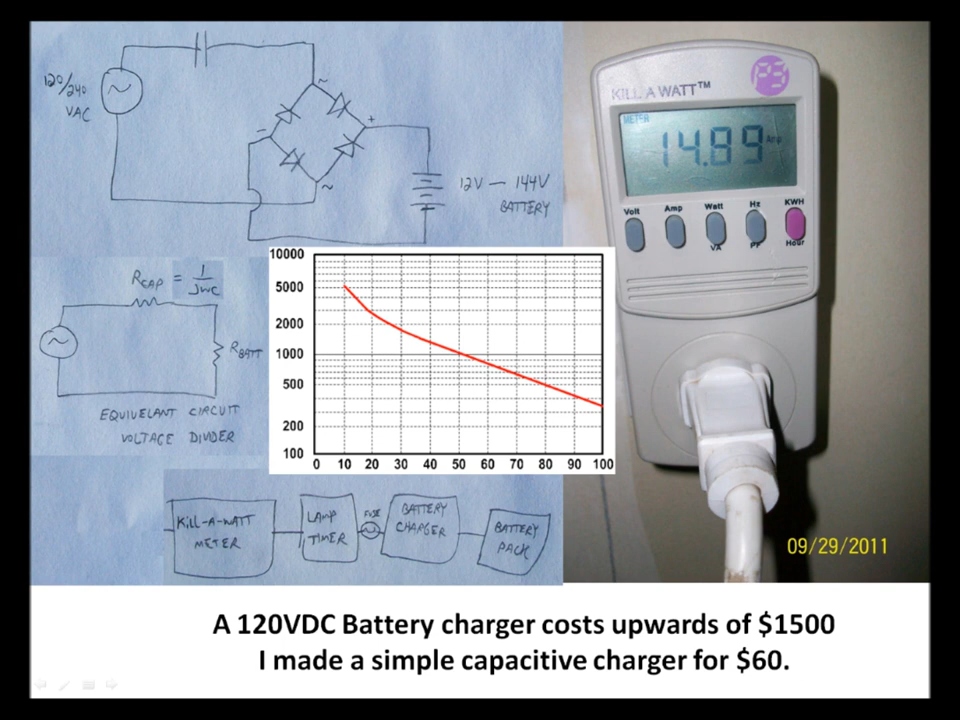 120/240
VAC
~
~
-
+
~
12V — 144V
BATTERY
RCAP = 1
jwc
RBATT
EQUIVELANT CIRCUIT
VOLTAGE DIVIDER
10000
5000
2000
1000
500
200
100
0 10 20 30 40 50 60 70 80 90 100
KILL-A-WATT
METER
LAMP
TIMER
FUSE
BATTERY
CHARGER
BATTERY
PACK
P3
KILL A WATT™
METER
14.89 Amp
Volt Amp Watt Hz KWH
VA PF Hour
09/29/2011
A 120VDC Battery charger costs upwards of $1500
I made a simple capacitive charger for $60.